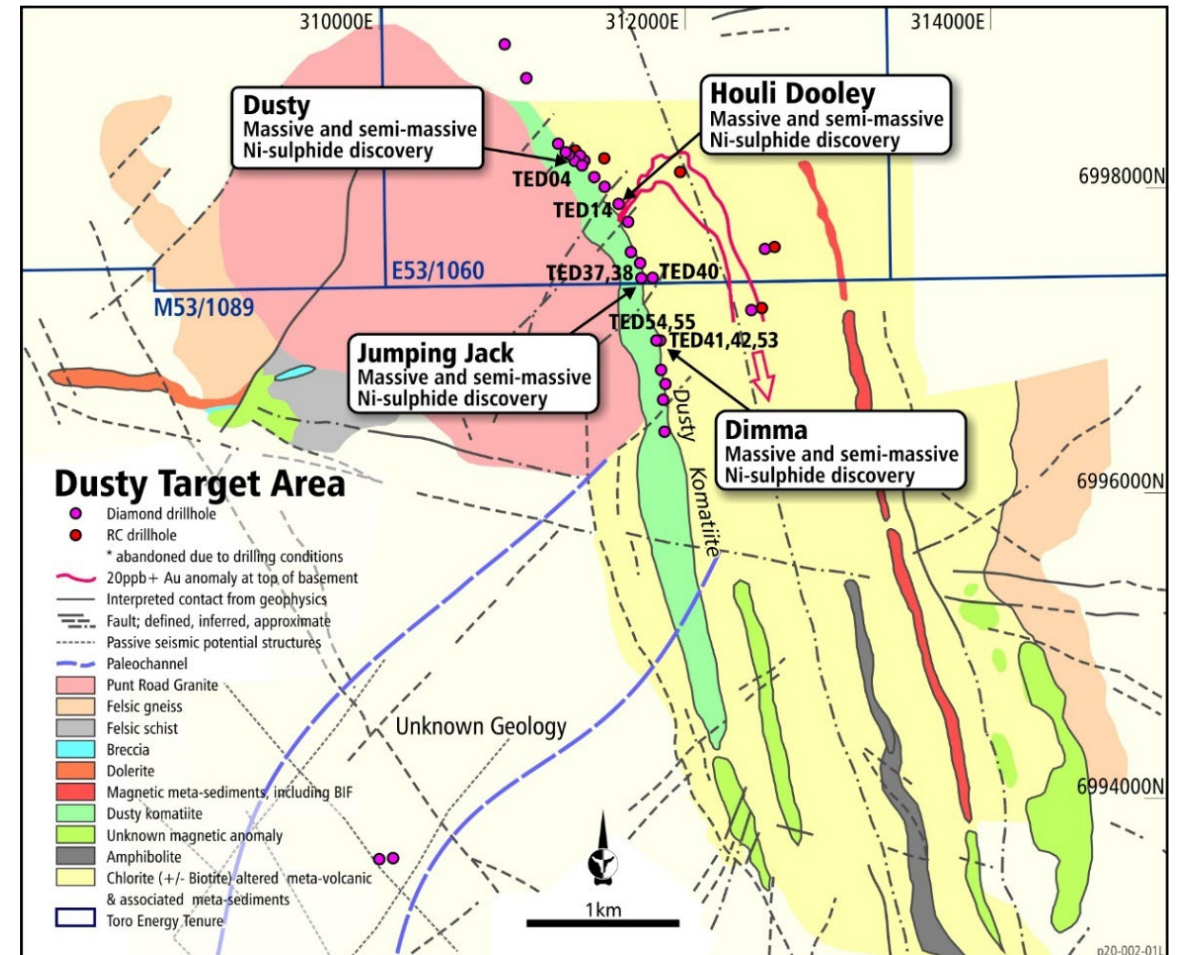 310000E
312000E
314000E
Dusty
Massive and semi-massive
Ni-sulphide discovery
Houli Dooley
Massive and semi-massive
Ni-sulphide discovery
6998000N
TED04
TED14
E53/1060
TED37,38
TED40
M53/1089
TED54,55
TED41,42,53
Jumping Jack
Massive and semi-massive
Ni-sulphide discovery
Dusty Komatiite
Dimma
Massive and semi-massive
Ni-sulphide discovery
6996000N
Dusty Target Area
Diamond drillhole
RC drillhole
* abandoned due to drilling conditions
20ppb+ Au anomaly at top of basement
Interpreted contact from geophysics
Fault; defined, inferred, approximate
Passive seismic potential structures
Paleochannel
Punt Road Granite
Felsic gneiss
Felsic schist
Breccia
Dolerite
Magnetic meta-sediments, including BIF
Dusty komatiite
Unknown magnetic anomaly
Amphibolite
Chlorite (+/- Biotite) altered meta-volcanic
& associated meta-sediments
Toro Energy Tenure
Unknown Geology
6994000N
1km
p20-002-01L